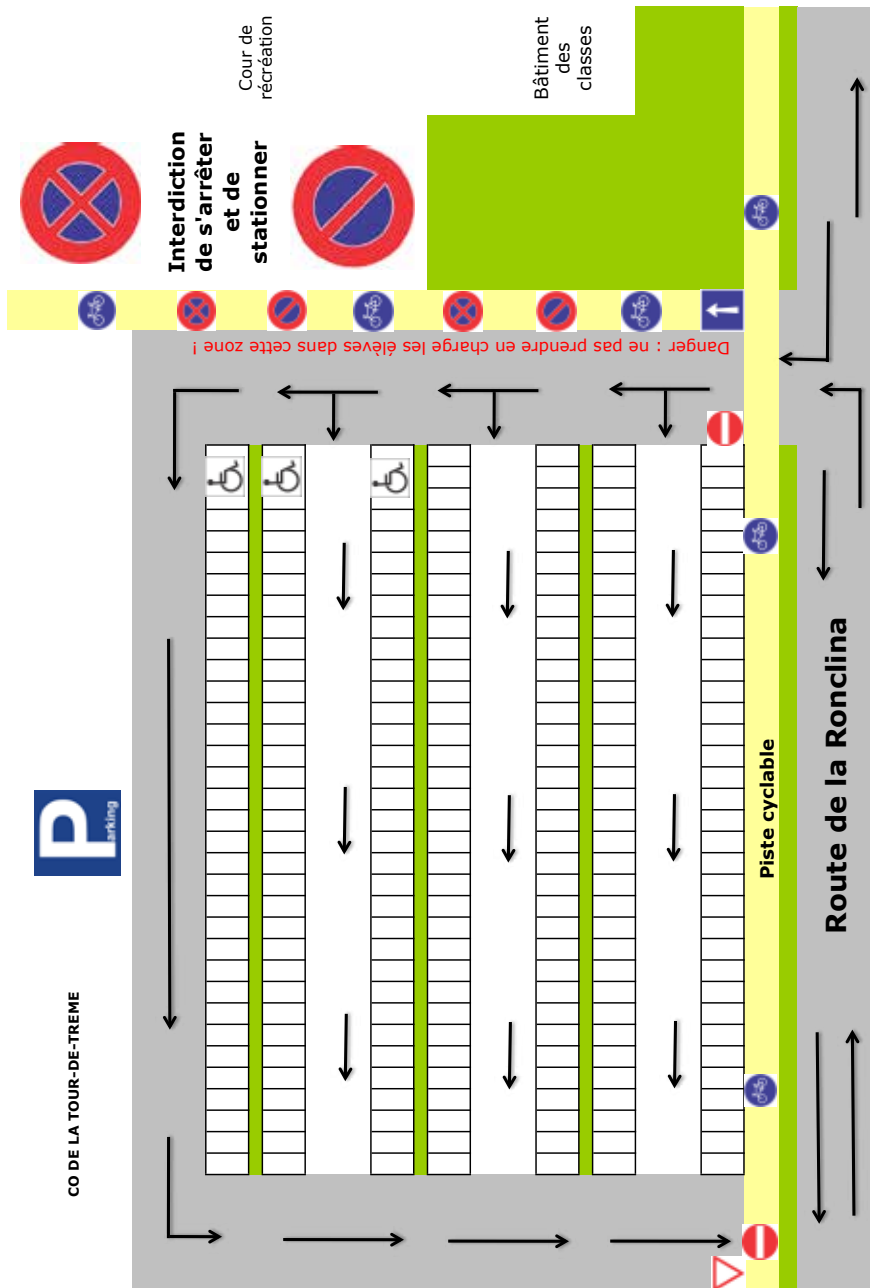 Cour de
récréation
Bâtiment
des
classes
Interdiction
de s'arrêter
et de
stationner
Danger : ne pas prendre en charge les élèves dans cette zone !
Parking
CO DE LA TOUR-DE-TREME
Piste cyclable
Route de la Ronclina